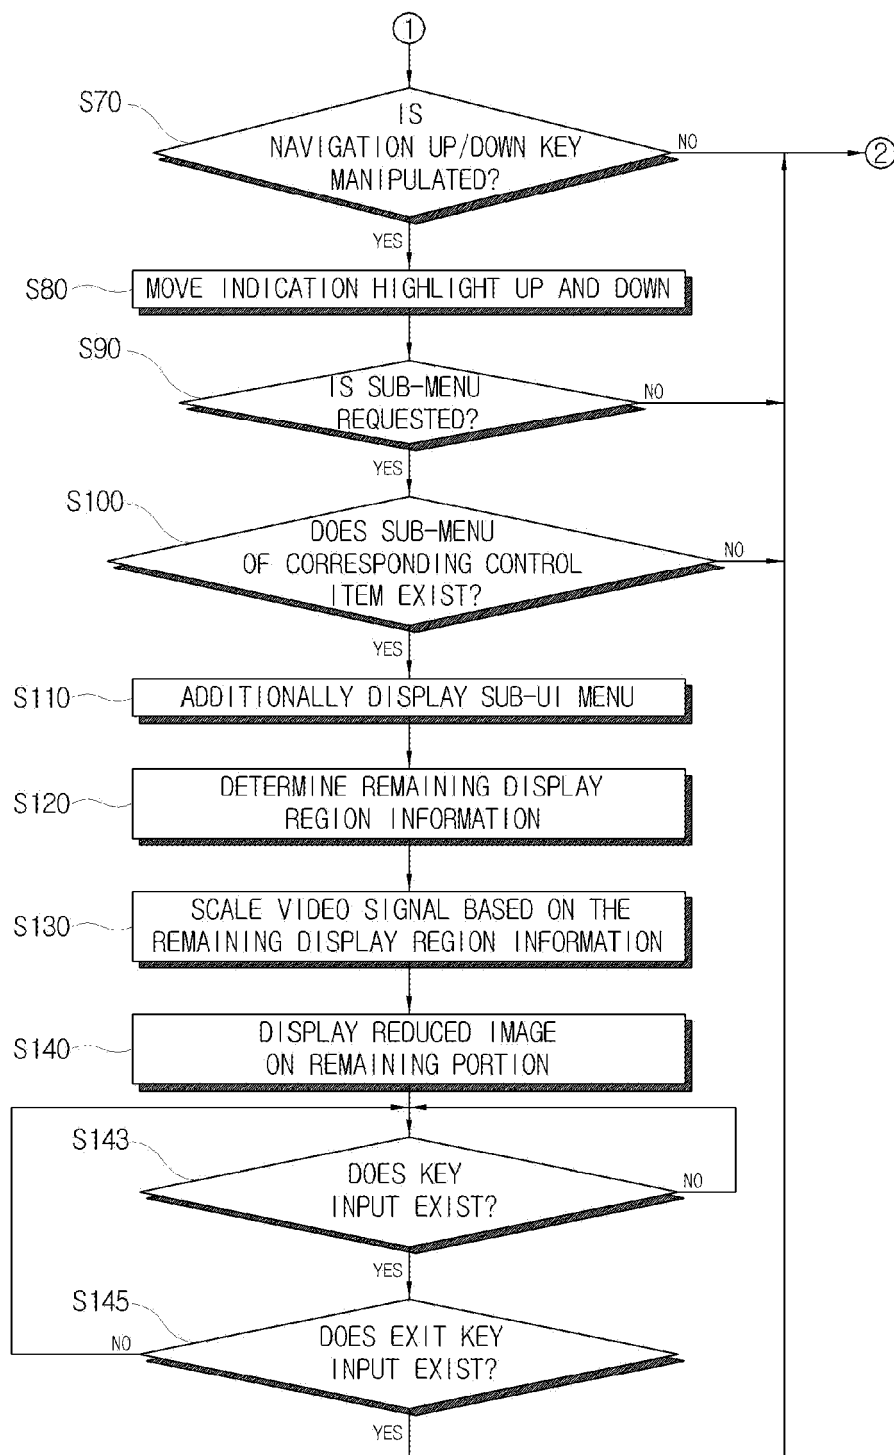 1
S70
IS
NAVIGATION UP/DOWN KEY
MANIPULATED?
NO
2
YES
S80
MOVE INDICATION HIGHLIGHT UP AND DOWN
S90
IS SUB-MENU
REQUESTED?
NO
YES
S100
DOES SUB-MENU
OF CORRESPONDING CONTROL
ITEM EXIST?
NO
YES
S110
ADDITIONALLY DISPLAY SUB-UI MENU
S120
DETERMINE REMAINING DISPLAY
REGION INFORMATION
S130
SCALE VIDEO SIGNAL BASED ON THE
REMAINING DISPLAY REGION INFORMATION
S140
DISPLAY REDUCED IMAGE
ON REMAINING PORTION
S143
DOES KEY
INPUT EXIST?
NO
YES
S145
DOES EXIT KEY
INPUT EXIST?
NO
YES